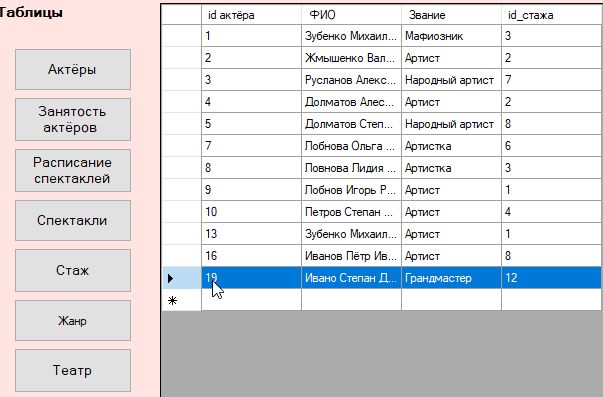 Таблицы
Актёры
Занятость
актёров
Расписание
спектаклей
Спектакли
Стаж
Жанр
Театр
id актёра ФИО Звание id_стажа
1 Зубенко Михаил... Мафиозник 3
2 Жмышенко Вал... Артист 2
3 Русланов Алекс... Народный артист 7
4 Долматов Алес... Артист 2
5 Долматов Степ... Народный артист 8
7 Лобнова Ольга ... Артистка 6
8 Ловнова Лидия ... Артистка 3
9 Лобнов Игорь Р... Артист 1
10 Петров Степан ... Артист 4
13 Зубенко Михаил... Артист 1
16 Иванов Пётр Ив... Артист 8
19 Ивано Степан Д... Грандмастер 12